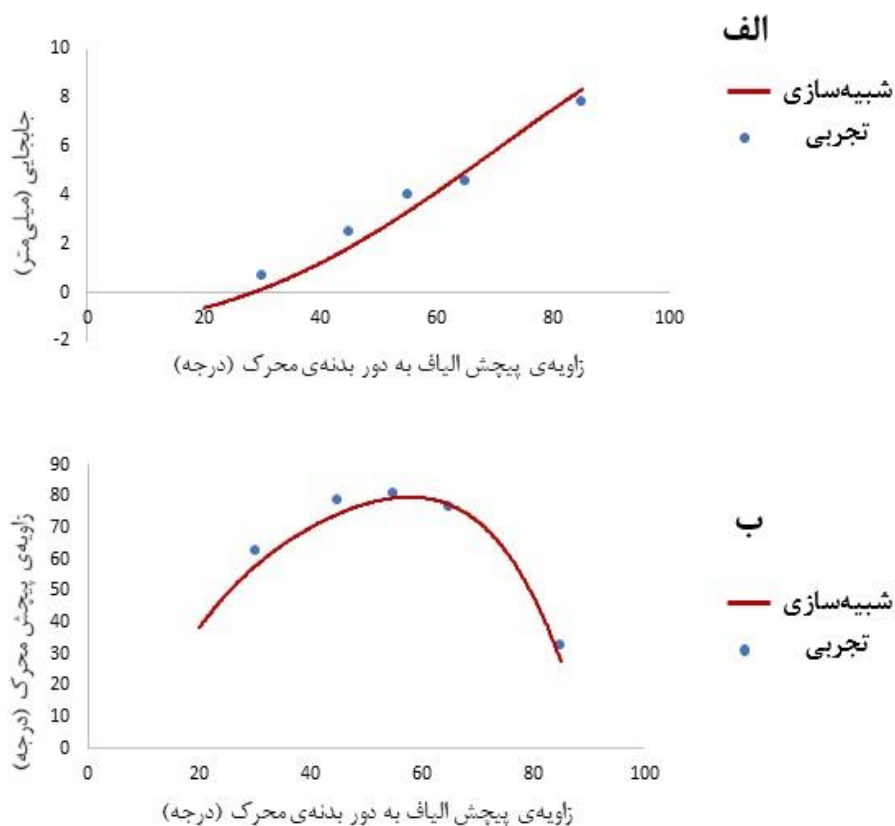 الف
شبیه‌سازی
تجربی
جابجایی (میلی‌متر)
10
8
6
4
2
0
-2
0 20 40 60 80 100
زاویه‌ی پیچش الیاف به دور بدنه‌ی محرک (درجه)
ب
شبیه‌سازی
تجربی
زاویه‌ی پیچش محرک (درجه)
90
80
70
60
50
40
30
20
10
0
0 20 40 60 80 100
زاویه‌ی پیچش الیاف به دور بدنه‌ی محرک (درجه)